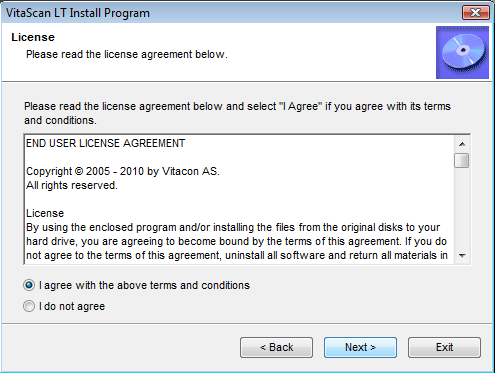 VitaScan LT Install Program
License
Please read the license agreement below.
Please read the license agreement below and select "I Agree" if you agree with its terms
and conditions.
END USER LICENSE AGREEMENT
Copyright © 2005 - 2010 by Vitacon AS.
All rights reserved.
License
By using the enclosed program and/or installing the files from the original disks to your
hard drive, you are agreeing to become bound by the terms of this agreement. If you do
not agree to the terms of this agreement, uninstall all software and return all materials in
I agree with the above terms and conditions
I do not agree
< Back
Next >
Exit